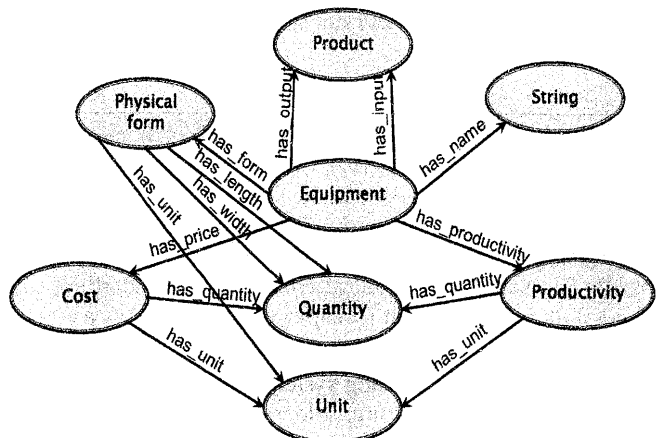 Product
has_output
has_input
String
Physical
form
has_name
has_form
has_length
has_width
has_unit
Equipment
has_price
has_productivity
Cost
has_quantity
Quantity
has_quantity
Productivity
has_unit
has_unit
Unit